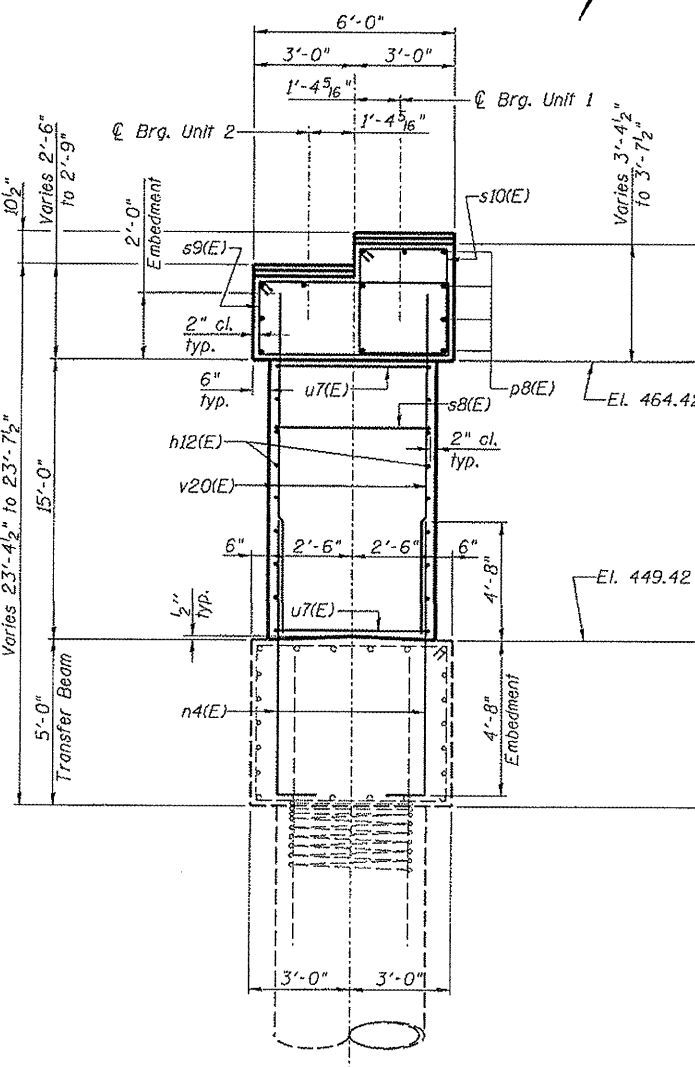 6'-0"
3'-0"
3'-0"
1'-4 5/16"
℄ Brg. Unit 1
℄ Brg. Unit 2
1'-4 5/16"
10½"
Varies 2'-6"
to 2'-9"
2'-0"
Embedment
Varies 3'-4½"
to 3'-7½"
s10(E)
s9(E)
2" cl.
typ.
6"
typ.
u7(E)
p8(E)
El. 464.42
s8(E)
h12(E)
2" cl.
typ.
v20(E)
Varies 23'-4½" to 23'-7½"
15'-0"
6"
2'-6"
2'-6"
6"
4'-8"
El. 449.42
½"
typ.
u7(E)
5'-0"
Transfer Beam
n4(E)
4'-8"
Embedment
3'-0"
3'-0"